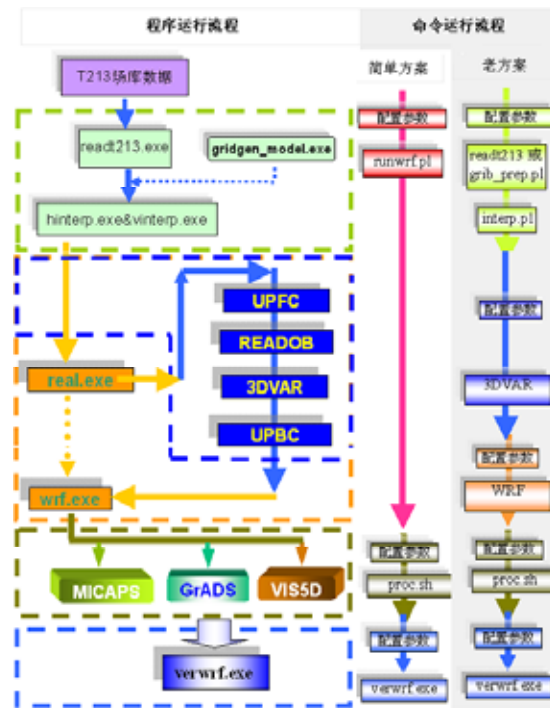 程序运行流程
命令运行流程
T213场库数据
readt213.exe
gridgen_model.exe
hinterp.exe&vinterp.exe
UPFC
READOB
3DVAR
UPBC
real.exe
wrf.exe
MICAPS
GrADS
VIS5D
verwrf.exe
简单方案
配置参数
runwrf.pl
配置参数
proc.sh
配置参数
verwrf.exe
老方案
配置参数
readt213 或
grib_prep.pl
interp.pl
配置参数
3DVAR
配置参数
WRF
配置参数
proc.sh
配置参数
verwrf.exe